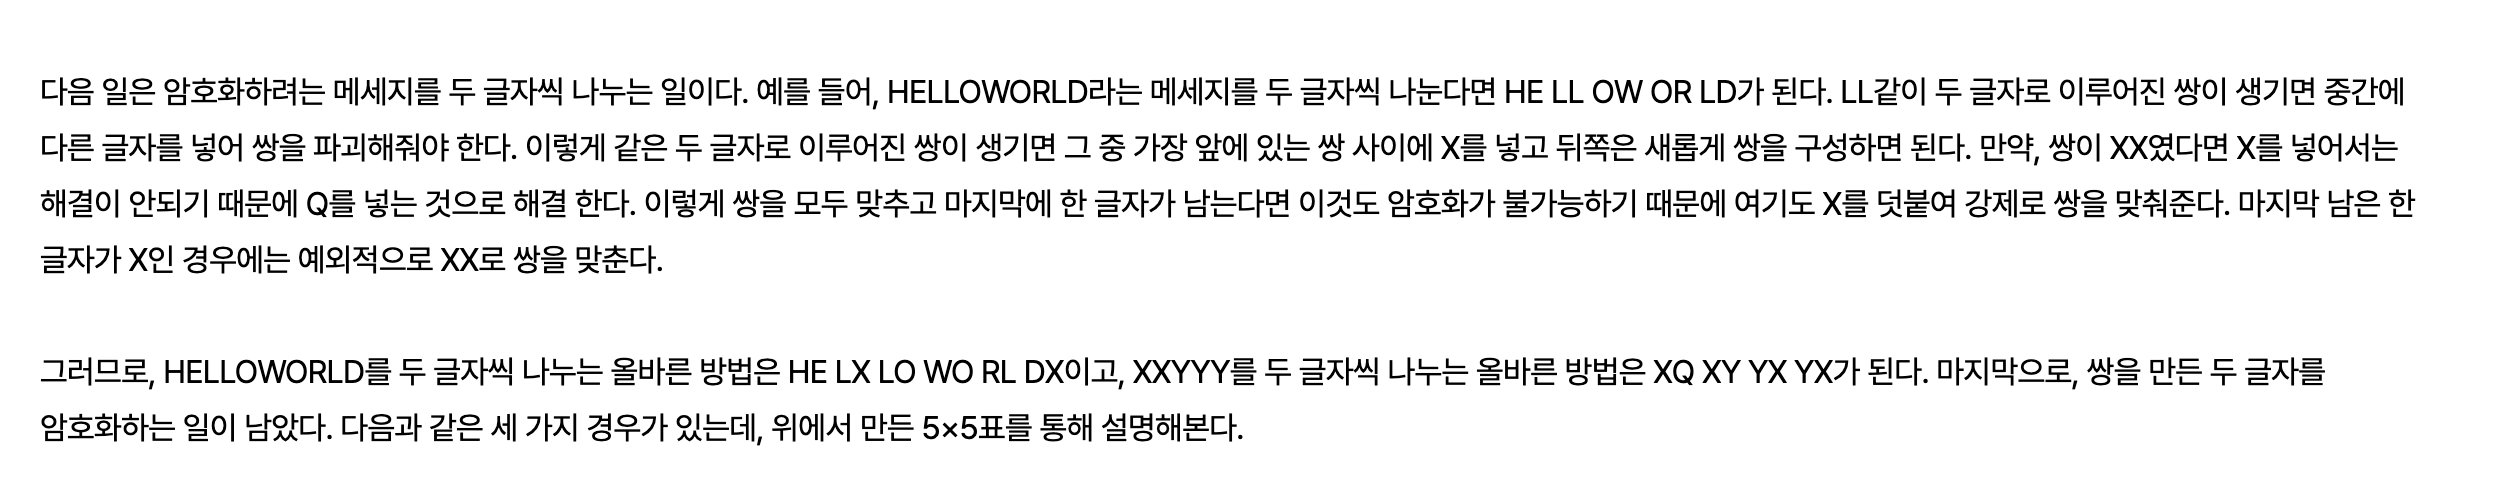 다음 일은 암호화하려는 메세지를 두 글자씩 나누는 일이다. 예를 들어, HELLOWORLD라는 메세지를 두 글자씩 나눈다면 HE LL OW OR LD가 된다. LL같이 두 글자로 이루어진 쌍이 생기면 중간에
다른 글자를 넣어 쌍을 파괴해줘야 한다. 이렇게 같은 두 글자로 이루어진 쌍이 생기면 그 중 가장 앞에 있는 쌍 사이에 X를 넣고 뒤쪽은 새롭게 쌍을 구성하면 된다. 만약, 쌍이 XX였다면 X를 넣어서는
해결이 안되기 때문에 Q를 넣는 것으로 해결 한다. 이렇게 쌍을 모두 맞추고 마지막에 한 글자가 남는다면 이것도 암호화가 불가능하기 때문에 여기도 X를 덧붙여 강제로 쌍을 맞춰준다. 마지막 남은 한
글자가 X인 경우에는 예외적으로 XX로 쌍을 맞춘다.
그러므로, HELLOWORLD를 두 글자씩 나누는 올바른 방법은 HE LX LO WO RL DX이고, XXYYY를 두 글자씩 나누는 올바른 방법은 XQ XY YX YX가 된다. 마지막으로, 쌍을 만든 두 글자를
암호화하는 일이 남았다. 다음과 같은 세 가지 경우가 있는데, 위에서 만든 5×5 표를 통해 설명해본다.